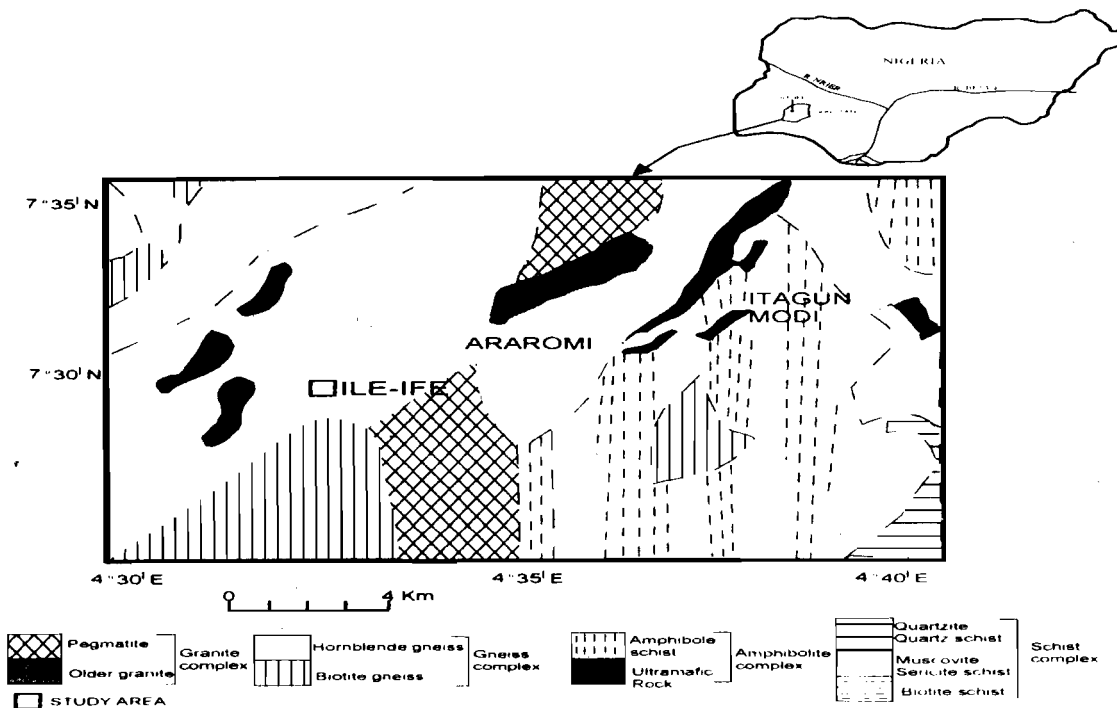 NIGERIA
7°35' N
ITAGUN
MODI
ARAROMI
7°30' N
ILE-IFE
4°30' E
4°35' E
4°40' E
0
4 Km
Pegmatite
Older granite
Granite
complex
Hornblende gneiss
Biotite gneiss
Gneiss
complex
Amphibole
schist
Ultramafic
Rock
Amphibolite
complex
Quartzite
Quartz schist
Muscovite
Sericite schist
Biotite schist
Schist
complex
STUDY AREA